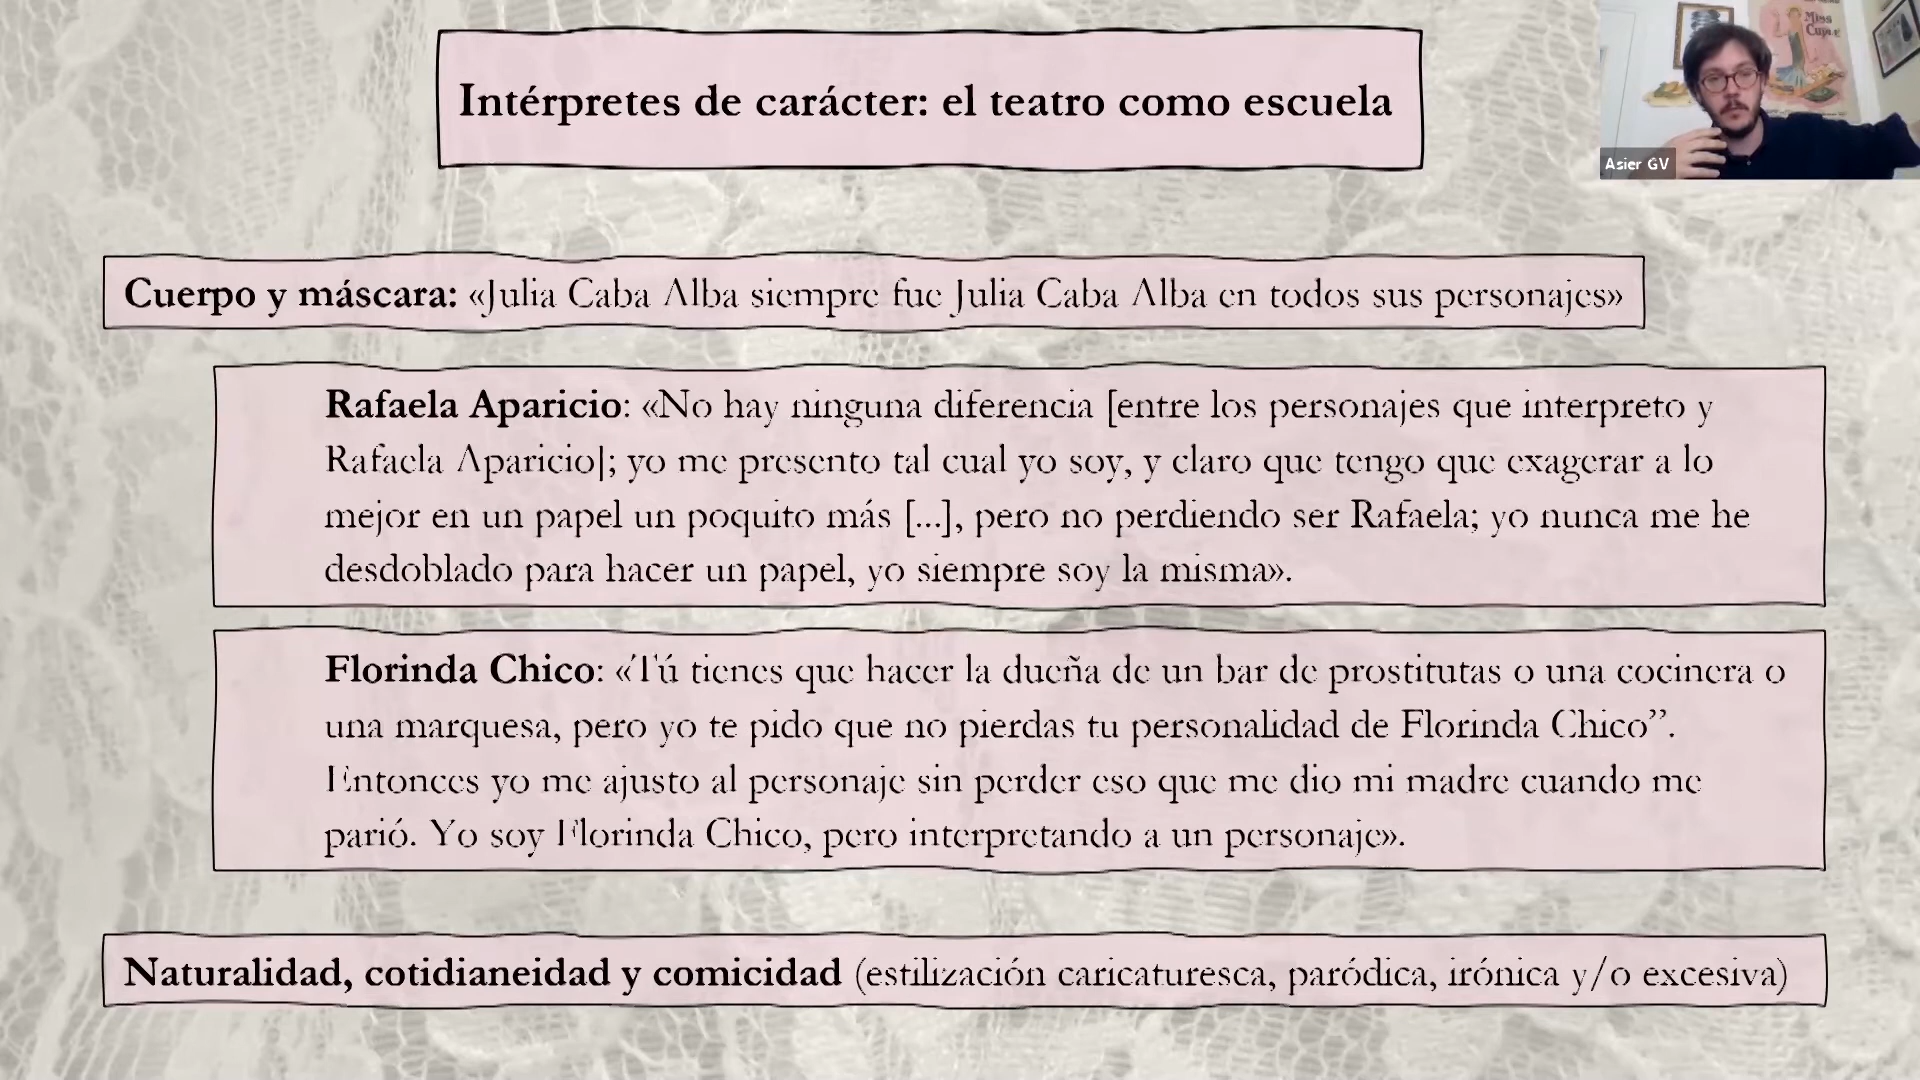 Intérpretes de carácter: el teatro como escuela
Miss
Asier GV
Cuerpo y máscara: «Julia Caba Alba siempre fue Julia Caba Alba en todos sus personajes»
Rafaela Aparicio: «No hay ninguna diferencia [entre los personajes que interpreto y
Rafaela Aparicio]; yo me presento tal cual yo soy, y claro que tengo que exagerar a lo
mejor en un papel un poquito más [...], pero no perdiendo ser Rafaela; yo nunca me he
desdoblado para hacer un papel, yo siempre soy la misma».
Florinda Chico: «“Tú tienes que hacer la dueña de un bar de prostitutas o una cocinera o
una marquesa, pero yo te pido que no pierdas tu personalidad de Florinda Chico”.
Entonces yo me ajusto al personaje sin perder eso que me dio mi madre cuando me
parió. Yo soy Florinda Chico, pero interpretando a un personaje».
Naturalidad, cotidianeidad y comicidad (estilización caricaturesca, paródica, irónica y/o excesiva)